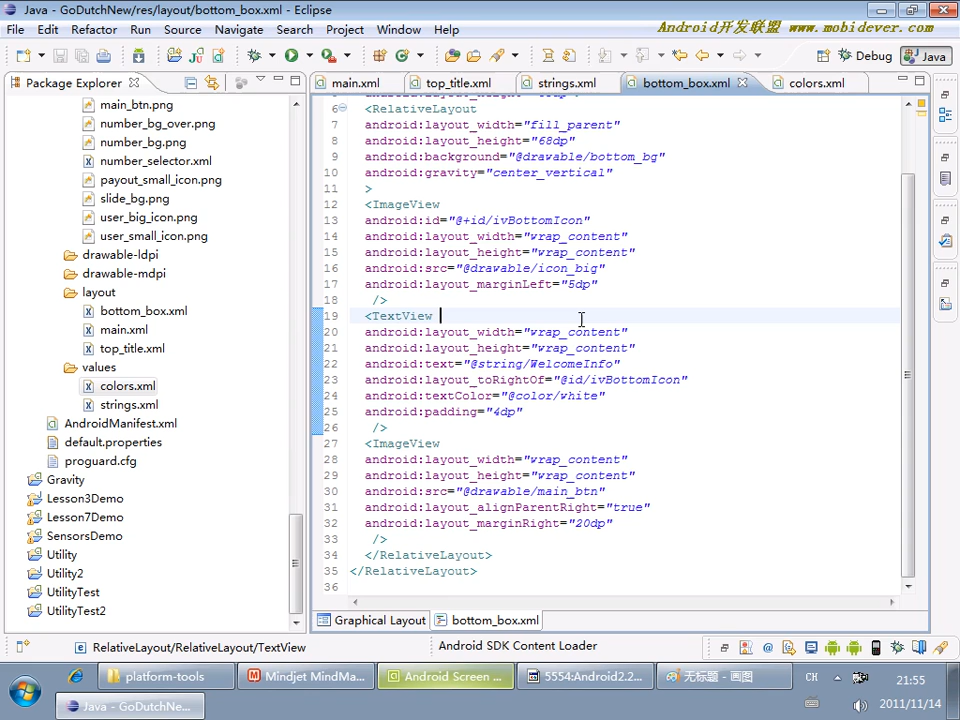 Java - GoDutchNew/res/layout/bottom_box.xml - Eclipse
File Edit Refactor Run Source Navigate Search Project Window Help
Android开发联盟 www.mobidever.com
Debug Java
Package Explorer
main.xml top_title.xml strings.xml bottom_box.xml colors.xml
main_btn.png
number_bg_over.png
number_bg.png
number_selector.xml
payout_small_icon.png
slide_bg.png
user_big_icon.png
user_small_icon.png
drawable-ldpi
drawable-mdpi
layout
bottom_box.xml
main.xml
top_title.xml
values
colors.xml
strings.xml
AndroidManifest.xml
default.properties
proguard.cfg
Gravity
Lesson3Demo
Lesson7Demo
SensorsDemo
Utility
Utility2
UtilityTest
UtilityTest2
6 <RelativeLayout
7 android:layout_width="fill_parent"
8 android:layout_height="68dp"
9 android:background="@drawable/bottom_bg"
10 android:gravity="center_vertical"
11 >
12 <ImageView
13 android:id="@+id/ivBottomIcon"
14 android:layout_width="wrap_content"
15 android:layout_height="wrap_content"
16 android:src="@drawable/icon_big"
17 android:layout_marginLeft="5dp"
18 />
19 <TextView
20 android:layout_width="wrap_content"
21 android:layout_height="wrap_content"
22 android:text="@string/WelcomeInfo"
23 android:layout_toRightOf="@id/ivBottomIcon"
24 android:textColor="@color/white"
25 android:padding="4dp"
26 />
27 <ImageView
28 android:layout_width="wrap_content"
29 android:layout_height="wrap_content"
30 android:src="@drawable/main_btn"
31 android:layout_alignParentRight="true"
32 android:layout_marginRight="20dp"
33 />
34 </RelativeLayout>
35 </RelativeLayout>
36
Graphical Layout bottom_box.xml
RelativeLayout/RelativeLayout/TextView Android SDK Content Loader
platform-tools Mindjet MindMa... Android Screen ... 5554:Android2.2... 无标题 - 画图 CH 21:55
Java - GoDutchNe... 2011/11/14